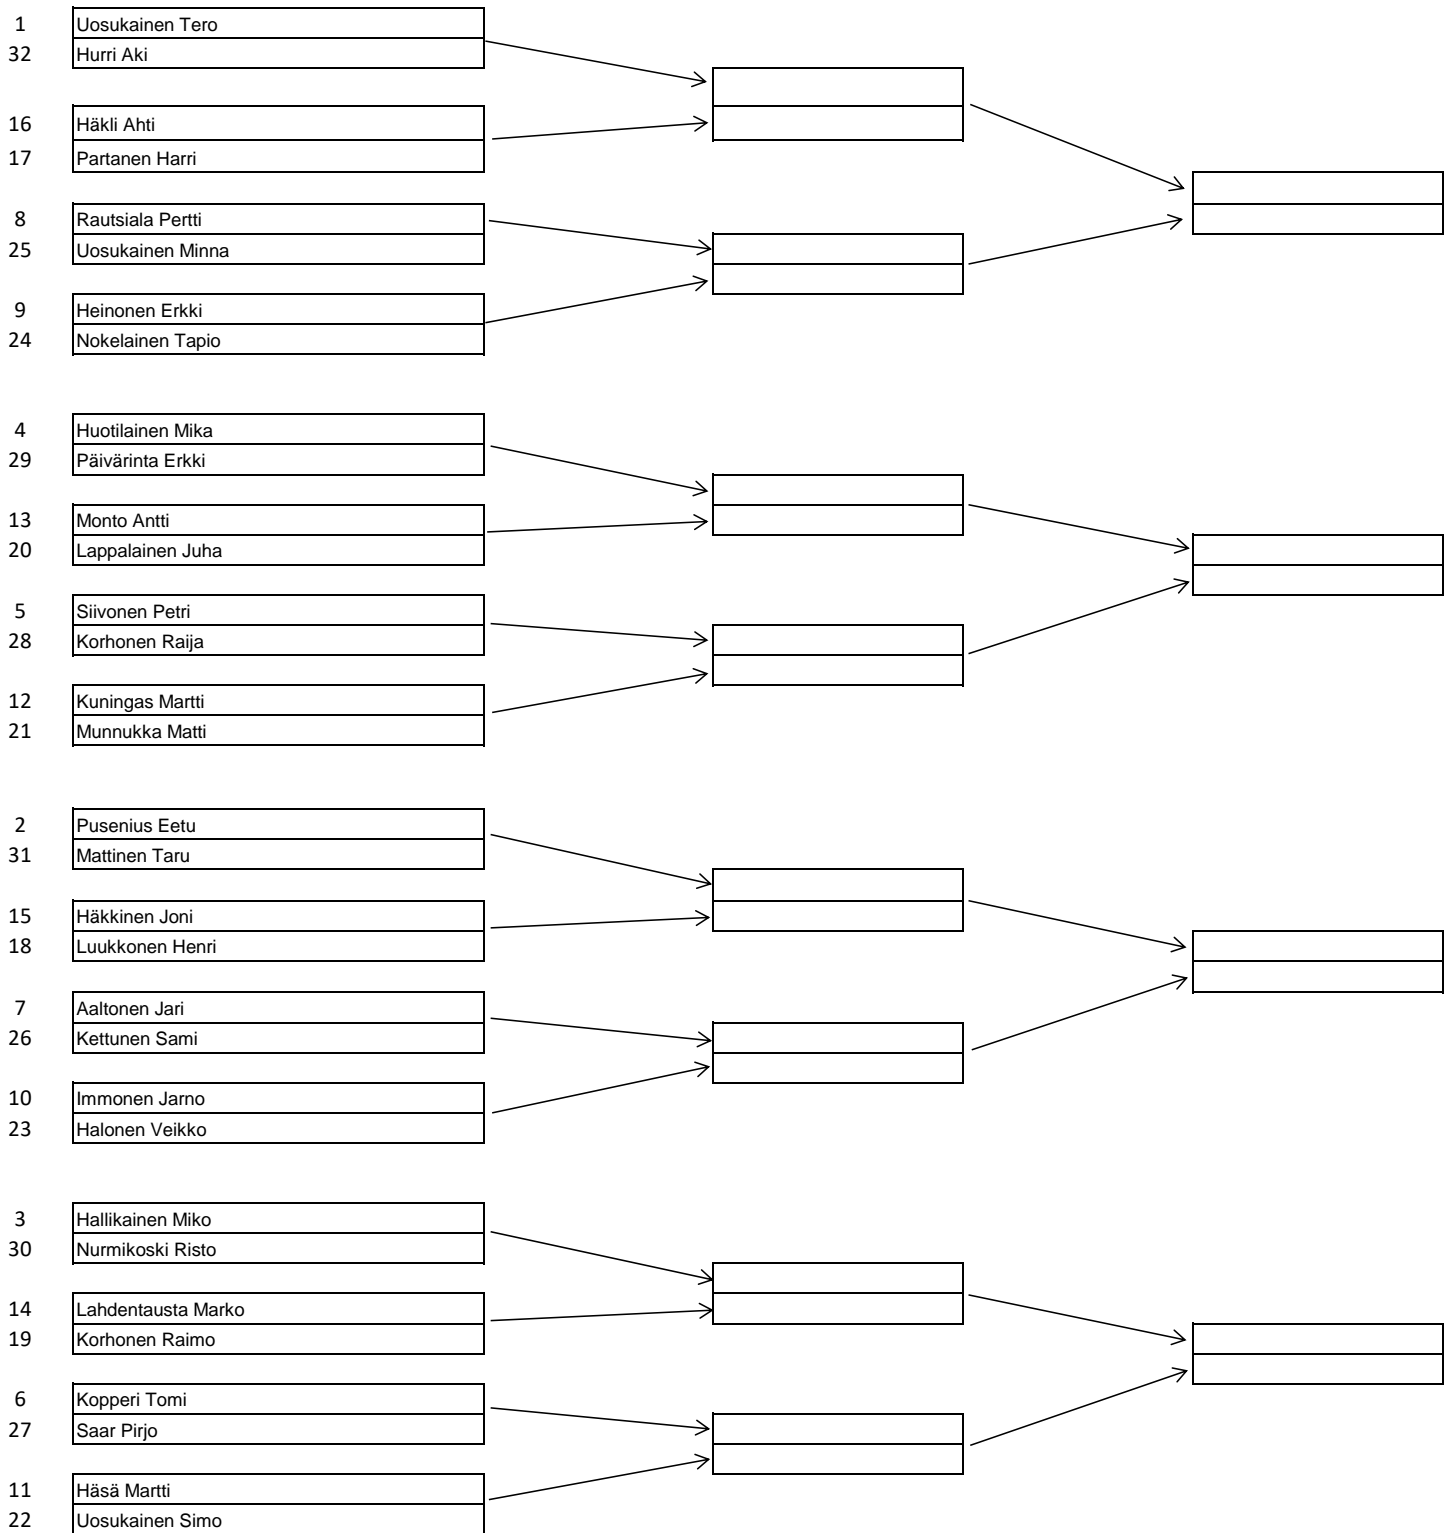 1 Uosukainen Tero
32 Hurri Aki
16 Häkli Ahti
17 Partanen Harri
8 Rautsiala Pertti
25 Uosukainen Minna
9 Heinonen Erkki
24 Nokelainen Tapio
4 Huotilainen Mika
29 Päivärinta Erkki
13 Monto Antti
20 Lappalainen Juha
5 Siivonen Petri
28 Korhonen Raija
12 Kuningas Martti
21 Munnukka Matti
2 Pusenius Eetu
31 Mattinen Taru
15 Häkkinen Joni
18 Luukkonen Henri
7 Aaltonen Jari
26 Kettunen Sami
10 Immonen Jarno
23 Halonen Veikko
3 Hallikainen Miko
30 Nurmikoski Risto
14 Lahdentausta Marko
19 Korhonen Raimo
6 Kopperi Tomi
27 Saar Pirjo
11 Häsä Martti
22 Uosukainen Simo